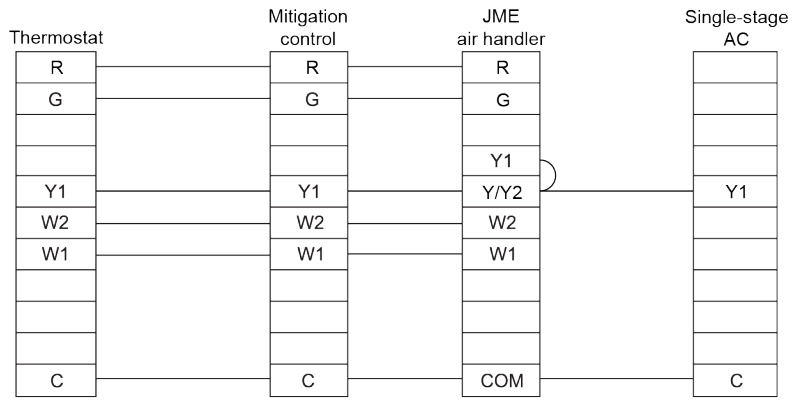 Thermostat
Mitigation
control
JME
air handler
Single-stage
AC
R R R
G G G
Y1
Y1 Y1 Y/Y2 Y1
W2 W2 W2
W1 W1 W1
C C COM C